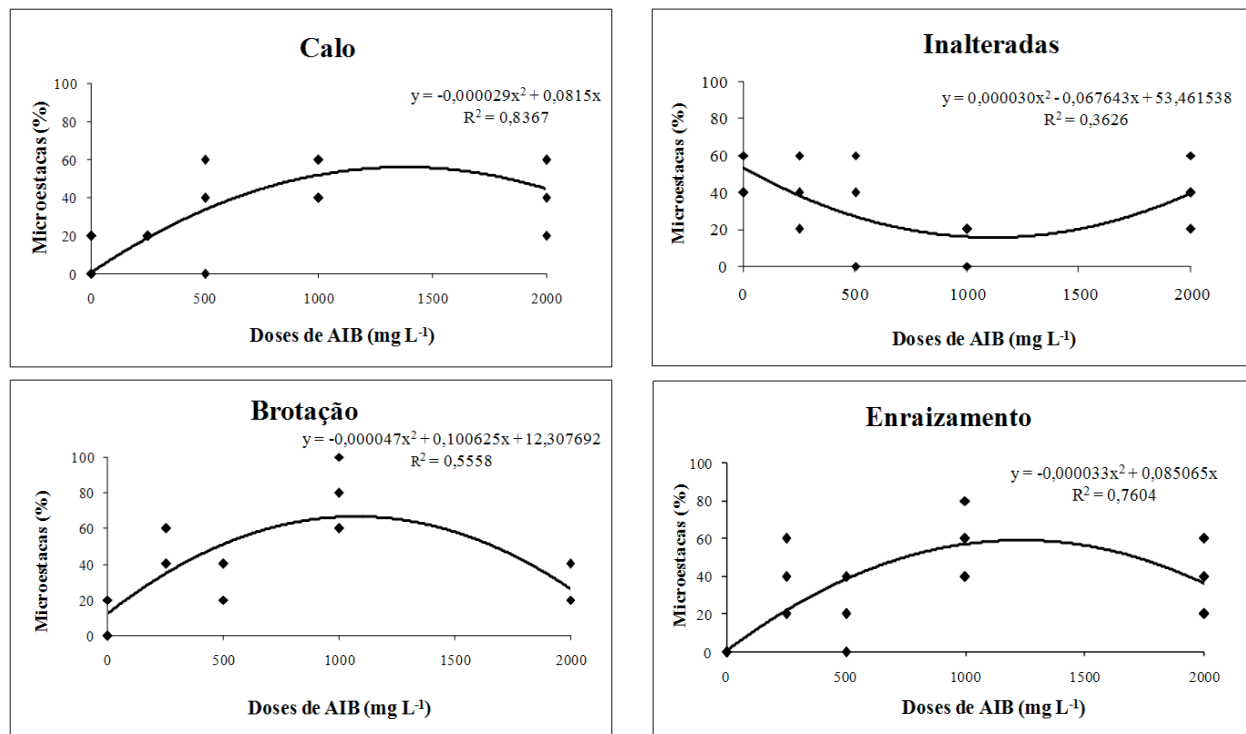 Calo
y = -0,000029x² + 0,0815x
R² = 0,8367
Microestacas (%)
100
80
60
40
20
0
0 500 1000 1500 2000
Doses de AIB (mg L⁻¹)
Inalteradas
y = 0,000030x² - 0,067643x + 53,461538
R² = 0,3626
Microestacas (%)
100
80
60
40
20
0
0 500 1000 1500 2000
Doses de AIB (mg L⁻¹)
Brotação
y = -0,000047x² + 0,100625x + 12,307692
R² = 0,5558
Microestacas (%)
100
80
60
40
20
0
0 500 1000 1500 2000
Doses de AIB (mg L⁻¹)
Enraizamento
y = -0,000033x² + 0,085065x
R² = 0,7604
Microestacas (%)
100
80
60
40
20
0
0 500 1000 1500 2000
Doses de AIB (mg L⁻¹)